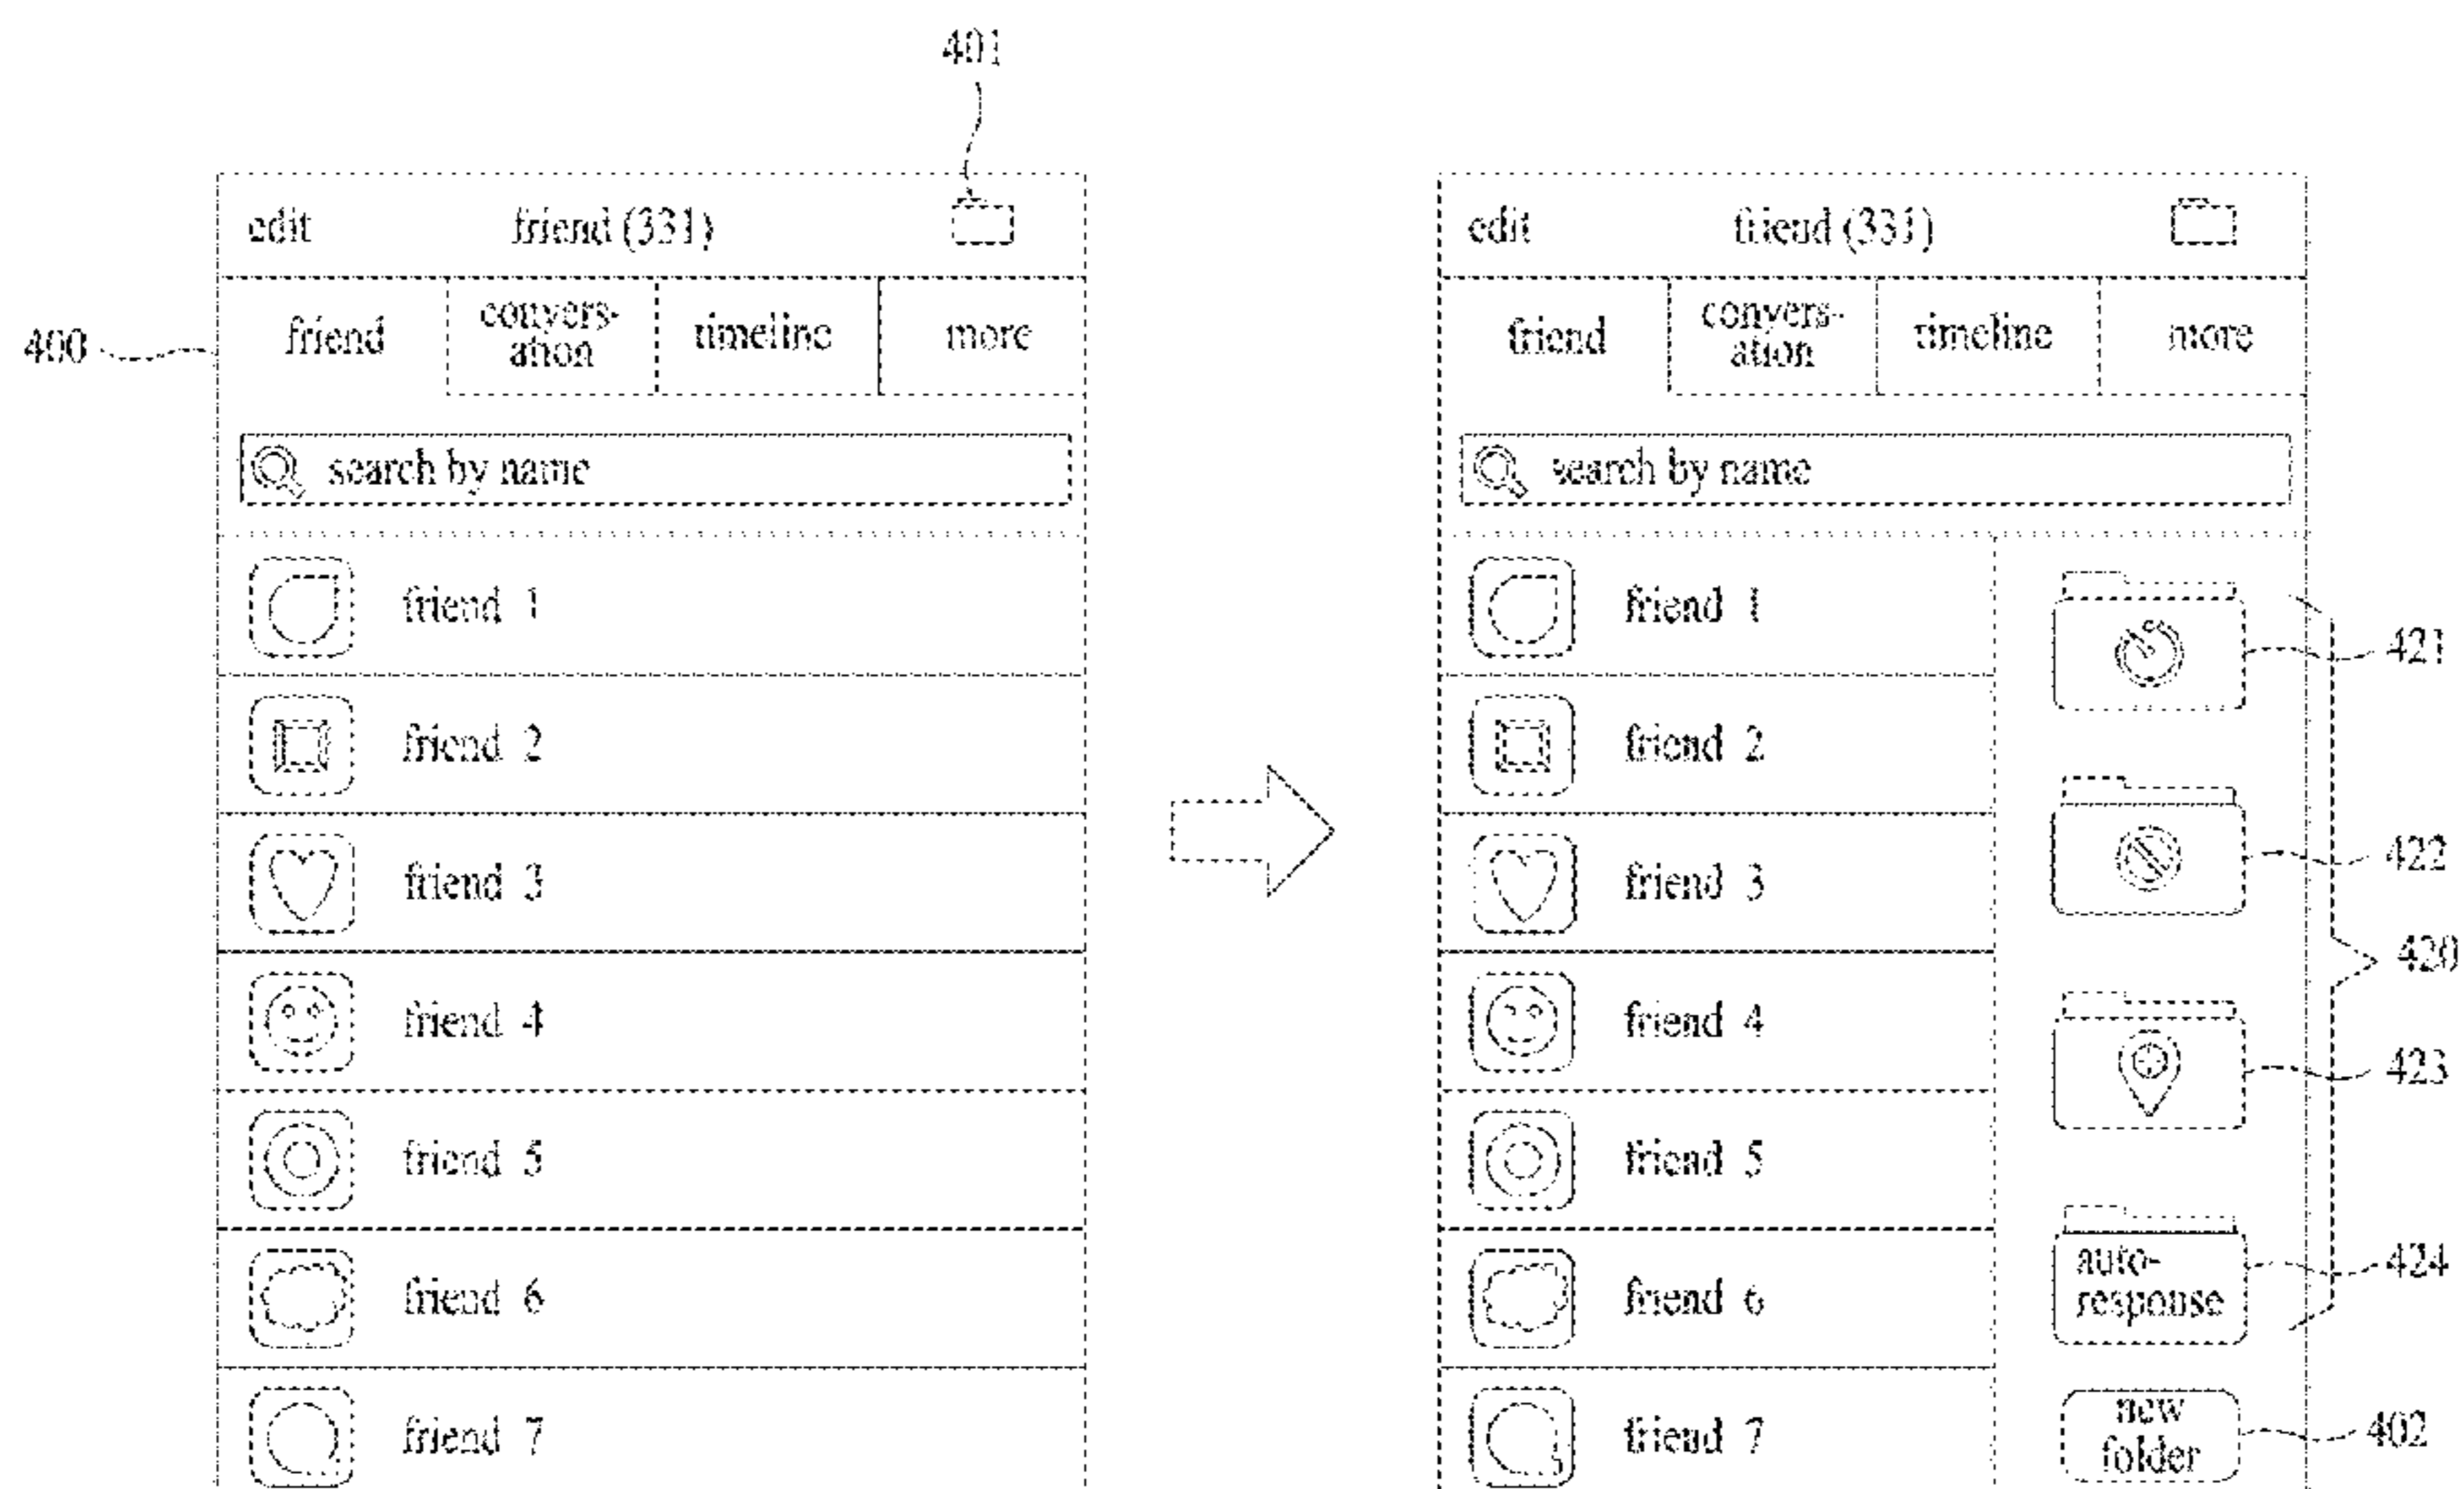 401
edit friend (331)
400
friend
convers-
ation
timeline
more
search by name
friend 1
friend 2
friend 3
friend 4
friend 5
friend 6
friend 7
edit friend (331)
friend
convers-
ation
timeline
more
search by name
friend 1
friend 2
friend 3
friend 4
friend 5
friend 6
friend 7
421
422
420
423
auto-
response
424
new
folder
402